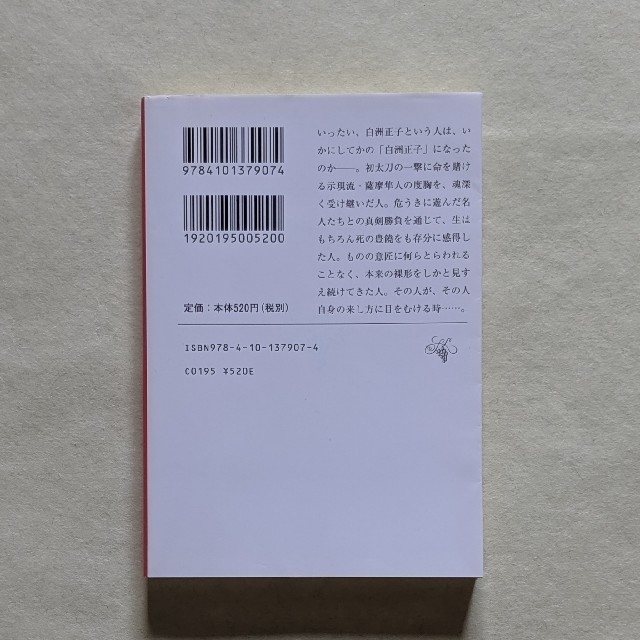 9784101379074
1920195005200
定価：本体520円（税別）
いったい、白洲正子という人は、い
かにしてかの「白洲正子」になった
のか――。初太刀の一撃に命を賭け
る示現流・薩摩隼人の度胸を、魂深
く受け継いだ人。危うきに遊んだ名
人たちとの真剣勝負を通じて、生は
もちろん死の豊饒をも存分に感得し
た人。ものの意匠に何らとらわれる
ことなく、本来の裸形をしかと見す
え続けてきた人。その人が、その人
自身の来し方に目をむける時……。
ISBN978-4-10-137907-4
C0195 ¥520E